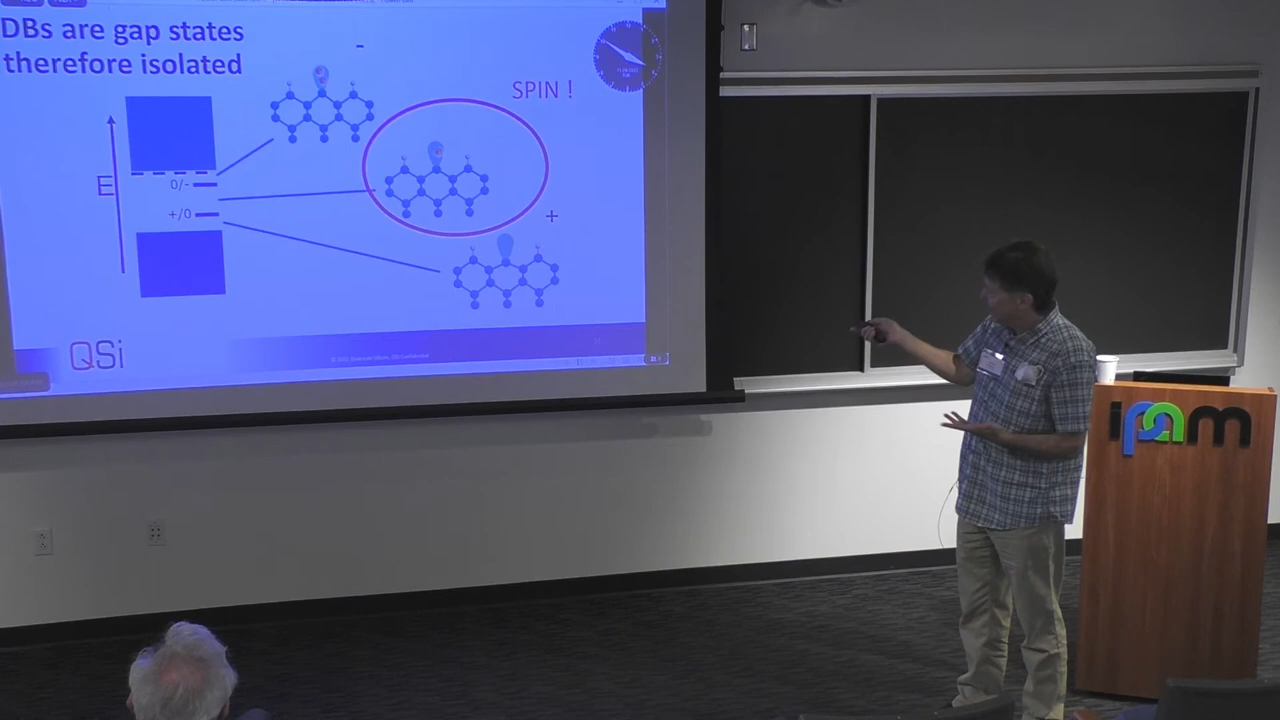 DBs are gap states
therefore isolated
-
SPIN !
E
0/-
+/0
+
QSi
ipam